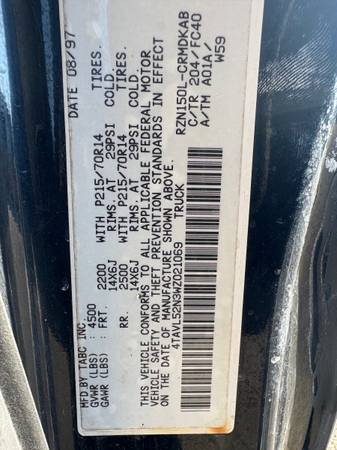 MFD BY TABC INC. DATE 08/97
GVWR (LBS) : 4500
GAWR (LBS) : FRT. 2200 WITH P215/70R14 TIRES.
14X6J RIMS. AT 29PSI COLD.
RR. 2500 WITH P215/70R14 TIRES.
14X6J RIMS. AT 29PSI COLD.
THIS VEHICLE CONFORMS TO ALL APPLICABLE FEDERAL MOTOR
VEHICLE SAFETY AND THEFT PREVENTION STANDARDS IN EFFECT
ON THE DATE OF MANUFACTURE SHOWN ABOVE.
4TAVL52N3WZ021069 RZN150L-CRMDKAB
TRUCK C/TR 204/FC40
A/TM A01A/
W59